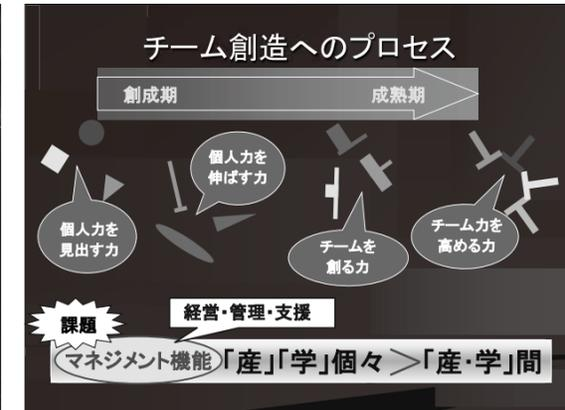 チーム創造へのプロセス
創成期 成熟期
個人力を
伸ばす力
個人力を
見出す力
チームを
創る力
チーム力を
高める力
経営・管理・支援
課題
マネジメント機能「産」「学」個々＞「産・学」間